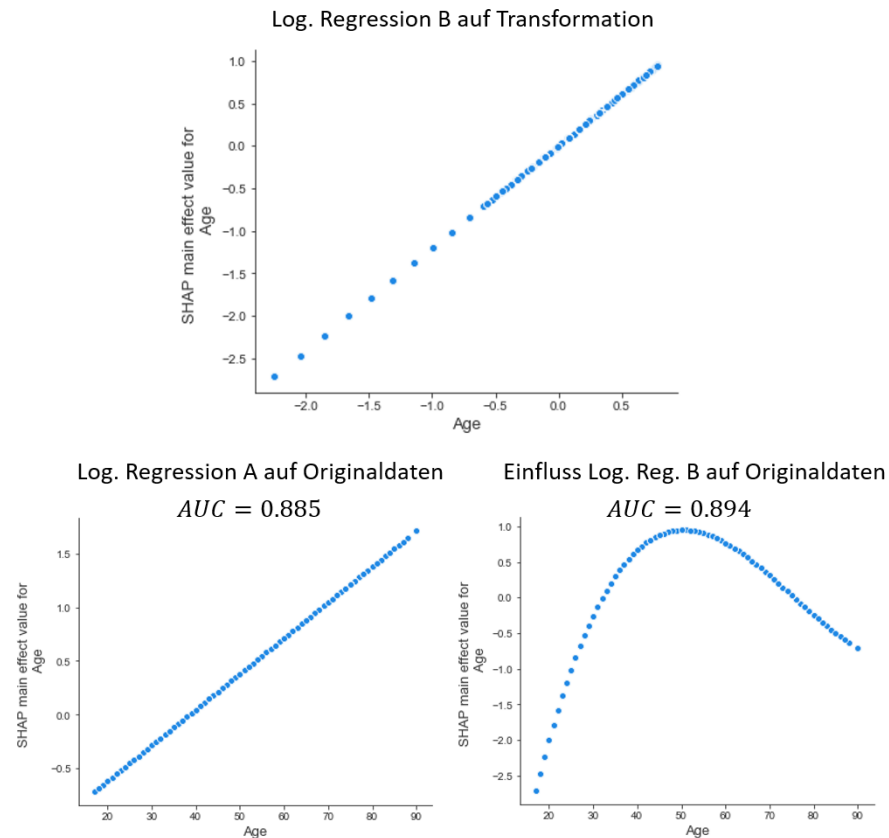 Log. Regression B auf Transformation
1.0
0.5
0.0
−0.5
−1.0
−1.5
−2.0
−2.5
SHAP main effect value for
Age
−2.0 −1.5 −1.0 −0.5 0.0 0.5
Age
Log. Regression A auf Originaldaten
AUC = 0.885
1.5
1.0
0.5
0.0
−0.5
SHAP main effect value for
Age
20 30 40 50 60 70 80 90
Age
Einfluss Log. Reg. B auf Originaldaten
AUC = 0.894
1.0
0.5
0.0
−0.5
−1.0
−1.5
−2.0
−2.5
SHAP main effect value for
Age
20 30 40 50 60 70 80 90
Age